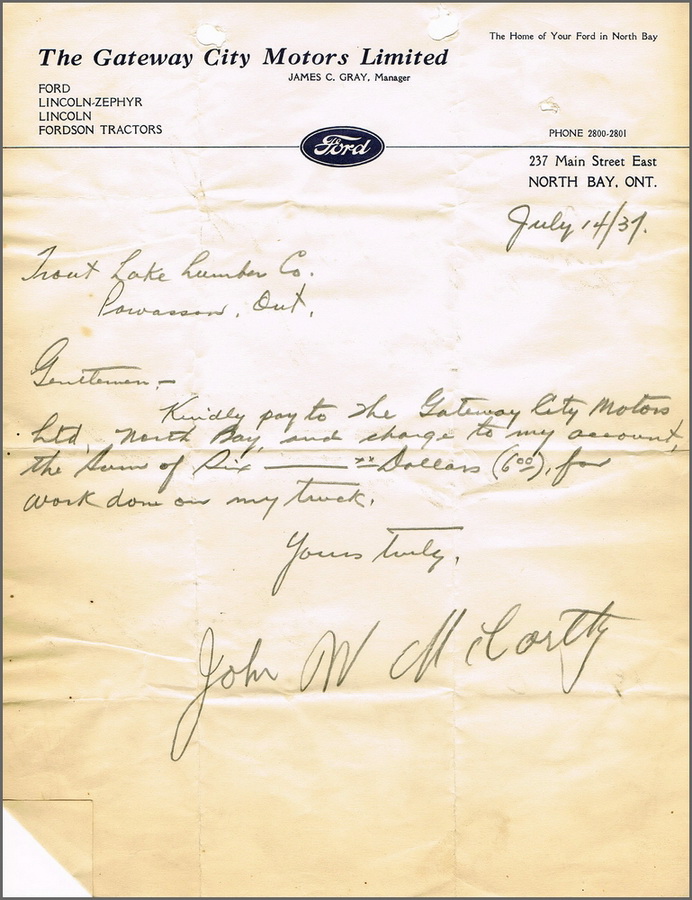 The Home of Your Ford in North Bay
The Gateway City Motors Limited
JAMES C. GRAY, Manager
FORD
LINCOLN-ZEPHYR
LINCOLN
FORDSON TRACTORS
PHONE 2800-2801
Ford
237 Main Street East
NORTH BAY, ONT.
July 14/37.
Trout Lake Lumber Co.
Powassan, Ont.
Gentlemen,—
Kindly pay to The Gateway City Motors
Ltd, North Bay, and charge to my account,
the Sum of Six —— xx Dollars (6.00), for
work done on my truck.
Yours truly,
John W McCartty